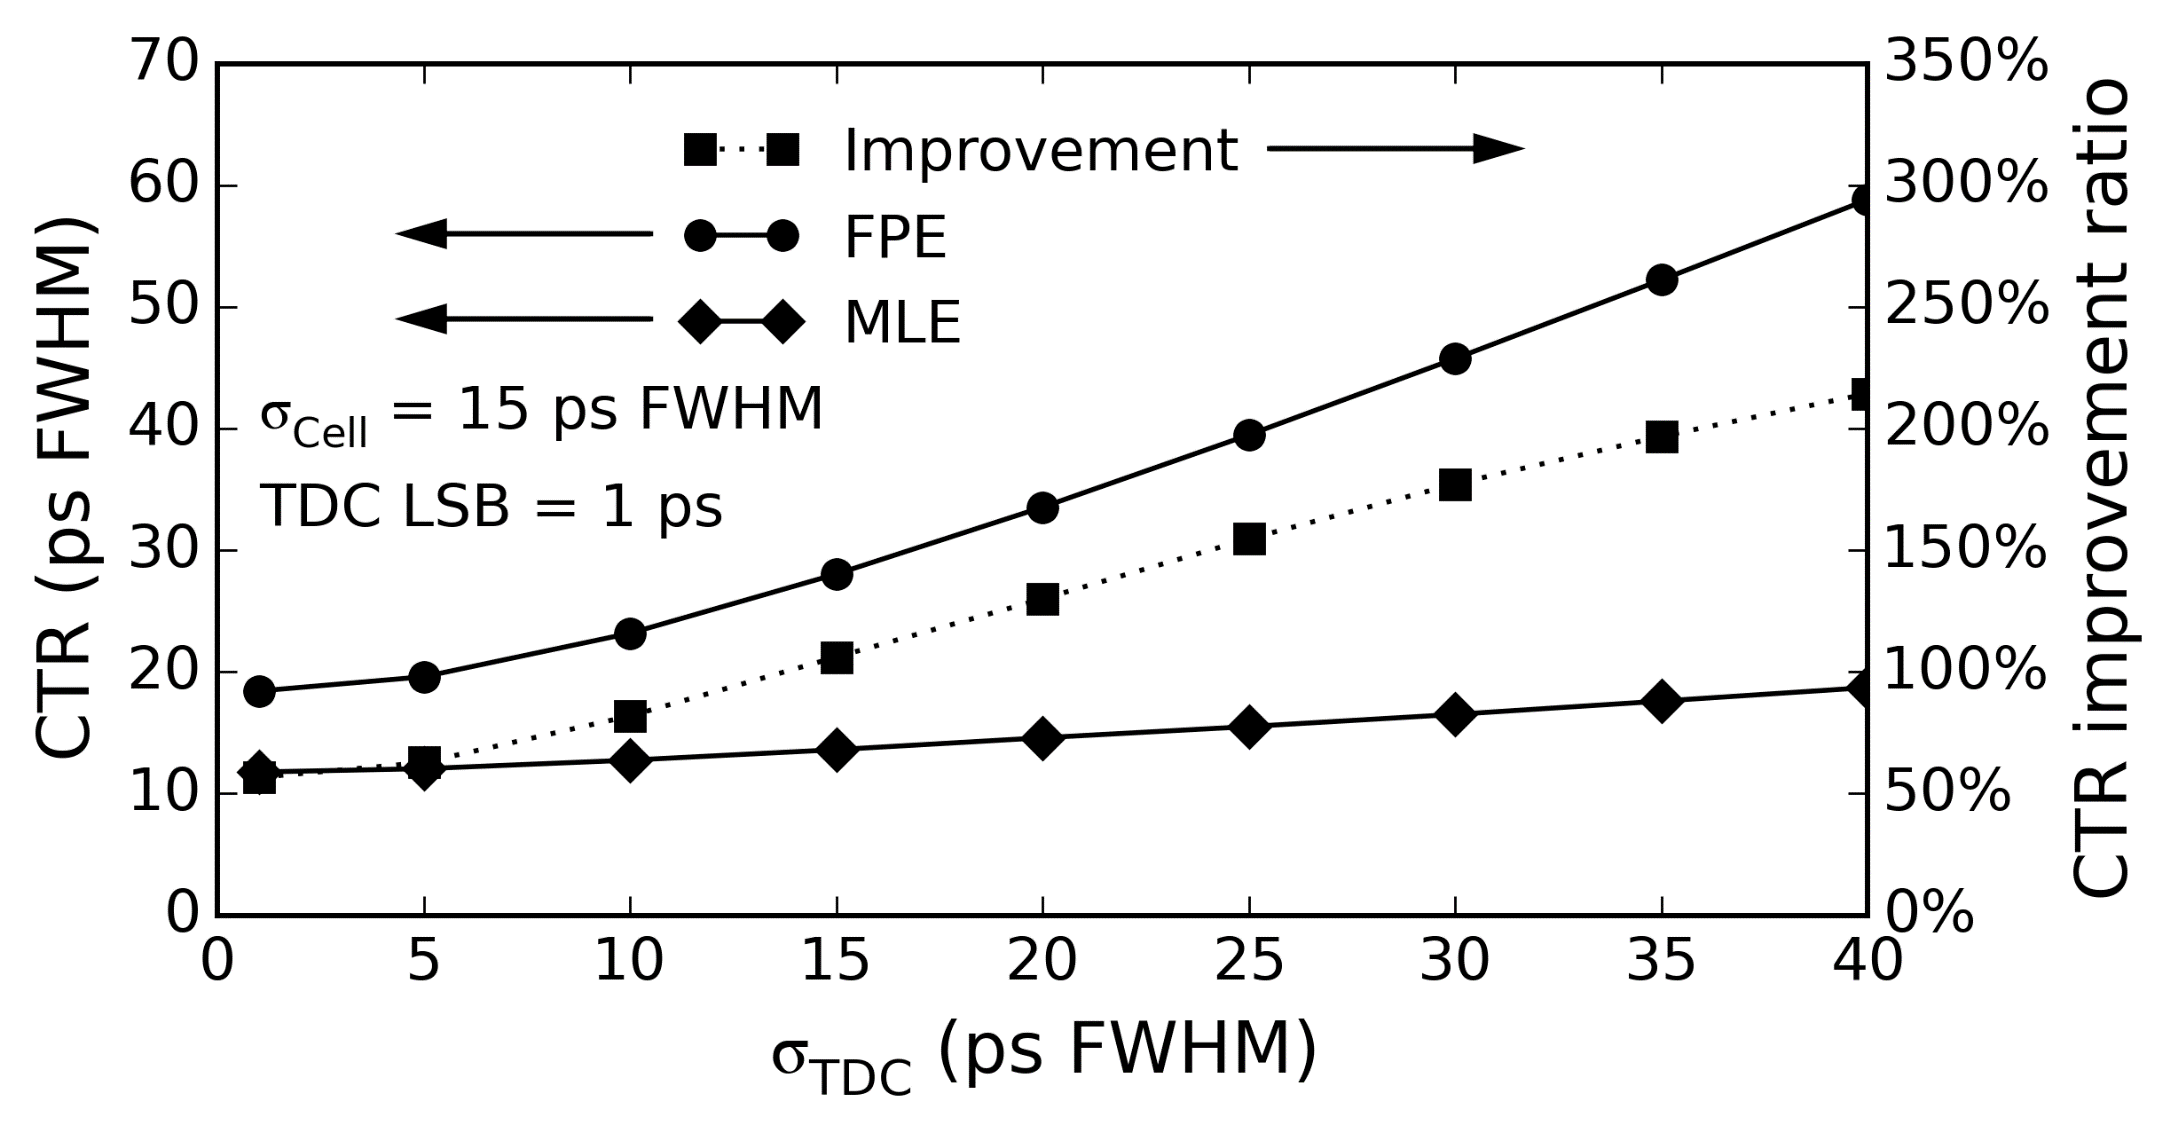 CTR (ps FWHM)
70
60
50
40
30
20
10
0
Improvement
FPE
MLE
σCell = 15 ps FWHM
TDC LSB = 1 ps
350%
300%
250%
200%
150%
100%
50%
0%
CTR improvement ratio
0 5 10 15 20 25 30 35 40
σTDC (ps FWHM)